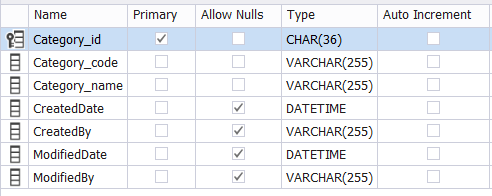 Name Primary Allow Nulls Type Auto Increment
Category_id CHAR(36)
Category_code VARCHAR(255)
Category_name VARCHAR(255)
CreatedDate DATETIME
CreatedBy VARCHAR(255)
ModifiedDate DATETIME
ModifiedBy VARCHAR(255)